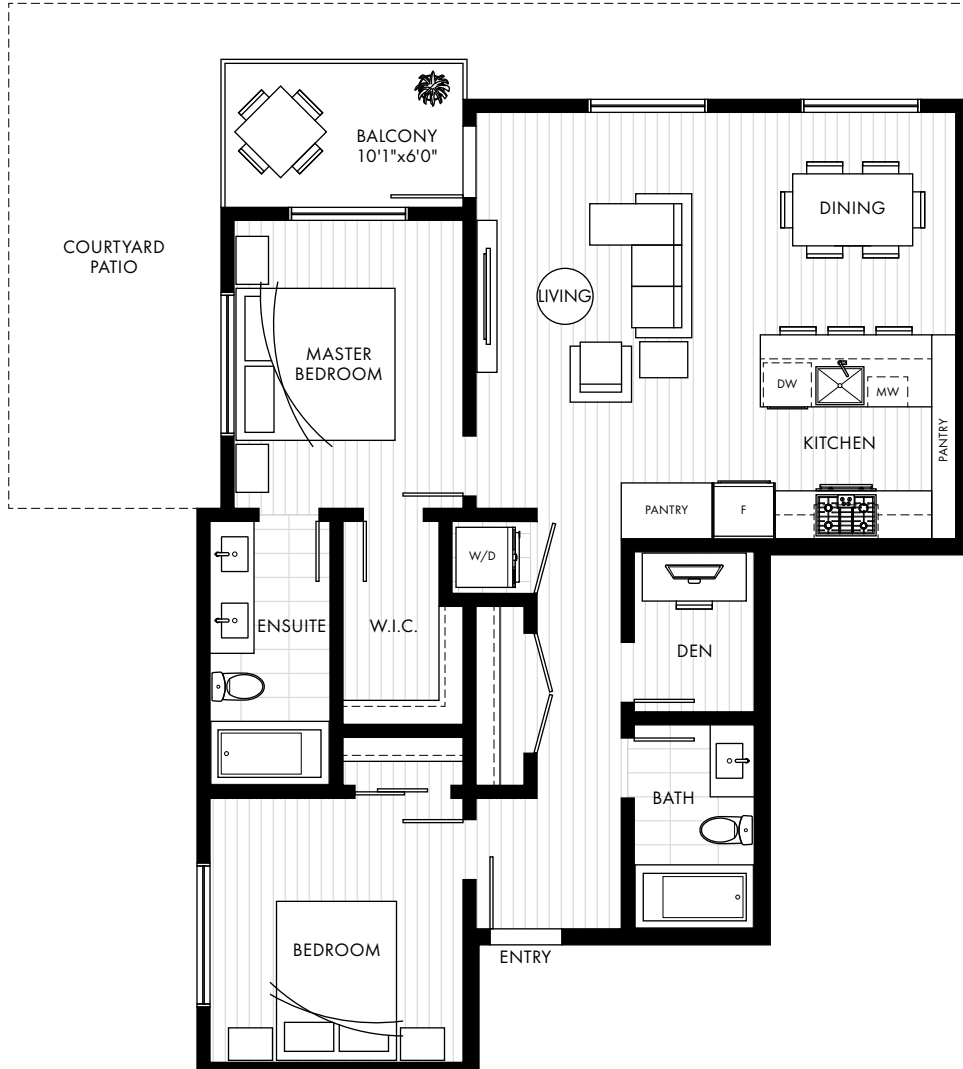 BALCONY
10'1"x6'0"
DINING
COURTYARD
PATIO
LIVING
MASTER
BEDROOM
DW
MW
KITCHEN
PANTRY
PANTRY
F
W/D
ENSUITE
W.I.C.
DEN
BATH
BEDROOM
ENTRY